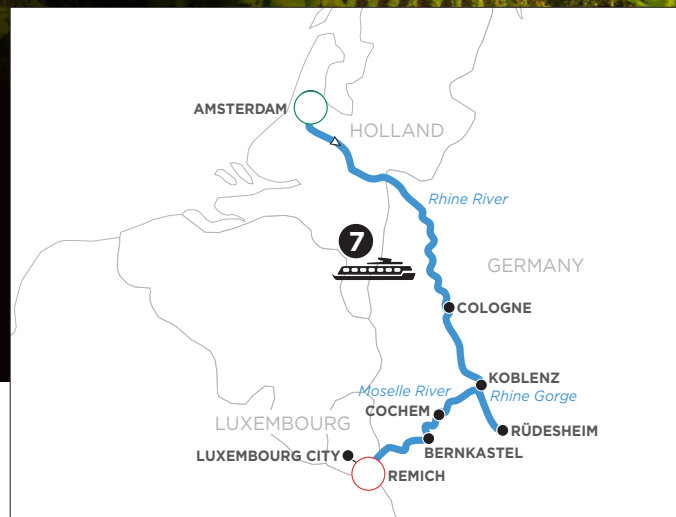 AMSTERDAM
HOLLAND
Rhine River
7
GERMANY
COLOGNE
KOBLENZ
Moselle River
Rhine Gorge
COCHEM
LUXEMBOURG
RÜDESHEIM
BERNKASTEL
LUXEMBOURG CITY
REMICH